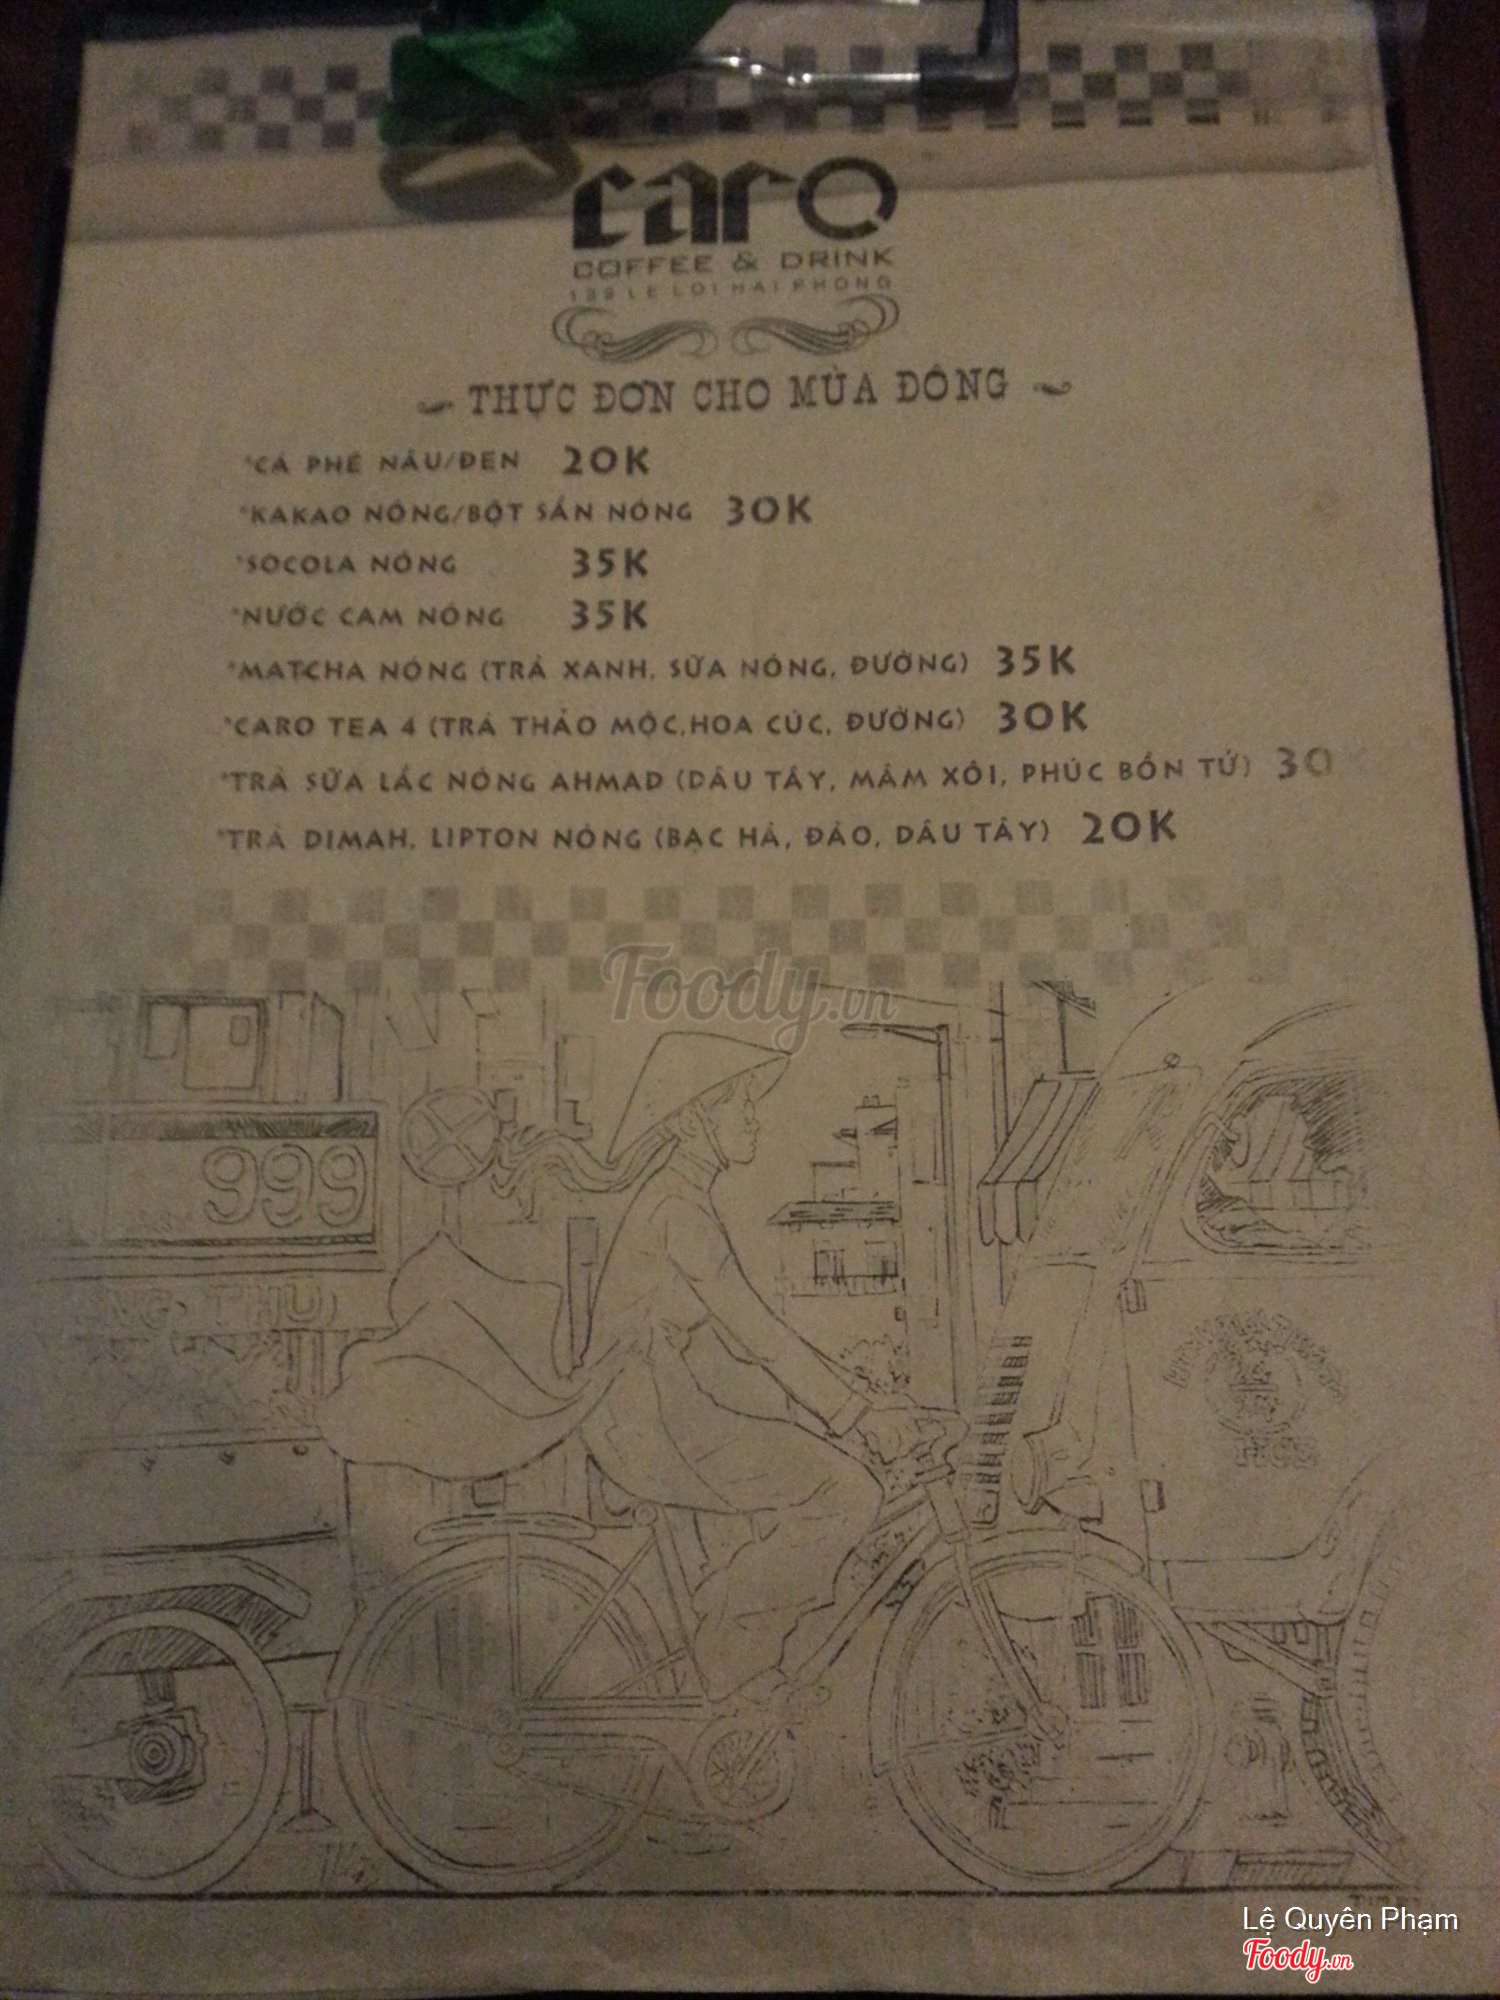 caro
COFFEE & DRINK
LE LOI HAI PHONG
THỰC ĐƠN CHO MÙA ĐÔNG
*CÀ PHÊ NÂU/ĐEN 20K
*KAKAO NÓNG/BỘT SẮN NÓNG 30K
*SOCOLA NÓNG 35K
*NƯỚC CAM NÓNG 35K
*MATCHA NÓNG (TRÀ XANH, SỮA NÓNG, ĐƯỜNG) 35K
*CARO TEA 4 (TRÀ THẢO MỘC,HOA CÚC, ĐƯỜNG) 30K
*TRÀ SỮA LẮC NÓNG AHMAD (DÂU TÂY, MÂM XÔI, PHÚC BỒN TỬ) 30
*TRÀ DIMAH, LIPTON NÓNG (BẠC HÀ, ĐÀO, DÂU TÂY) 20K
Foody.vn
999
NG THU
Lệ Quyên Phạm
Foody.vn